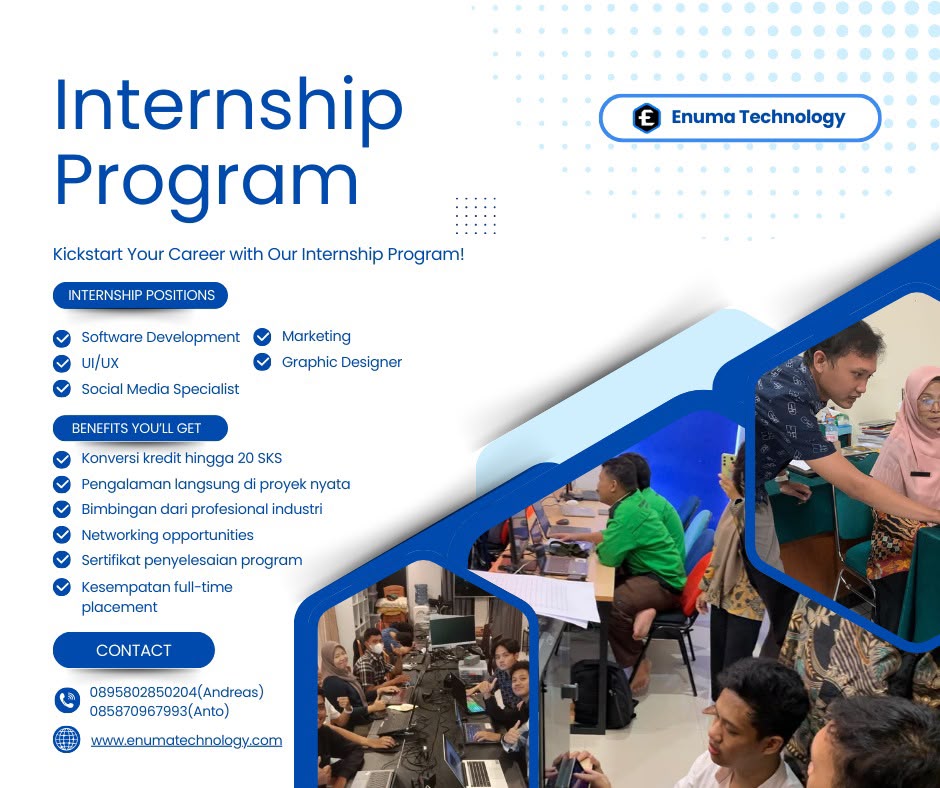 Internship
Program
Enuma Technology
Kickstart Your Career with Our Internship Program!
INTERNSHIP POSITIONS
Software Development
UI/UX
Social Media Specialist
Marketing
Graphic Designer
BENEFITS YOU'LL GET
Konversi kredit hingga 20 SKS
Pengalaman langsung di proyek nyata
Bimbingan dari profesional industri
Networking opportunities
Sertifikat penyelesaian program
Kesempatan full-time
placement
CONTACT
0895802850204(Andreas)
085870967993(Anto)
www.enumatechnology.com